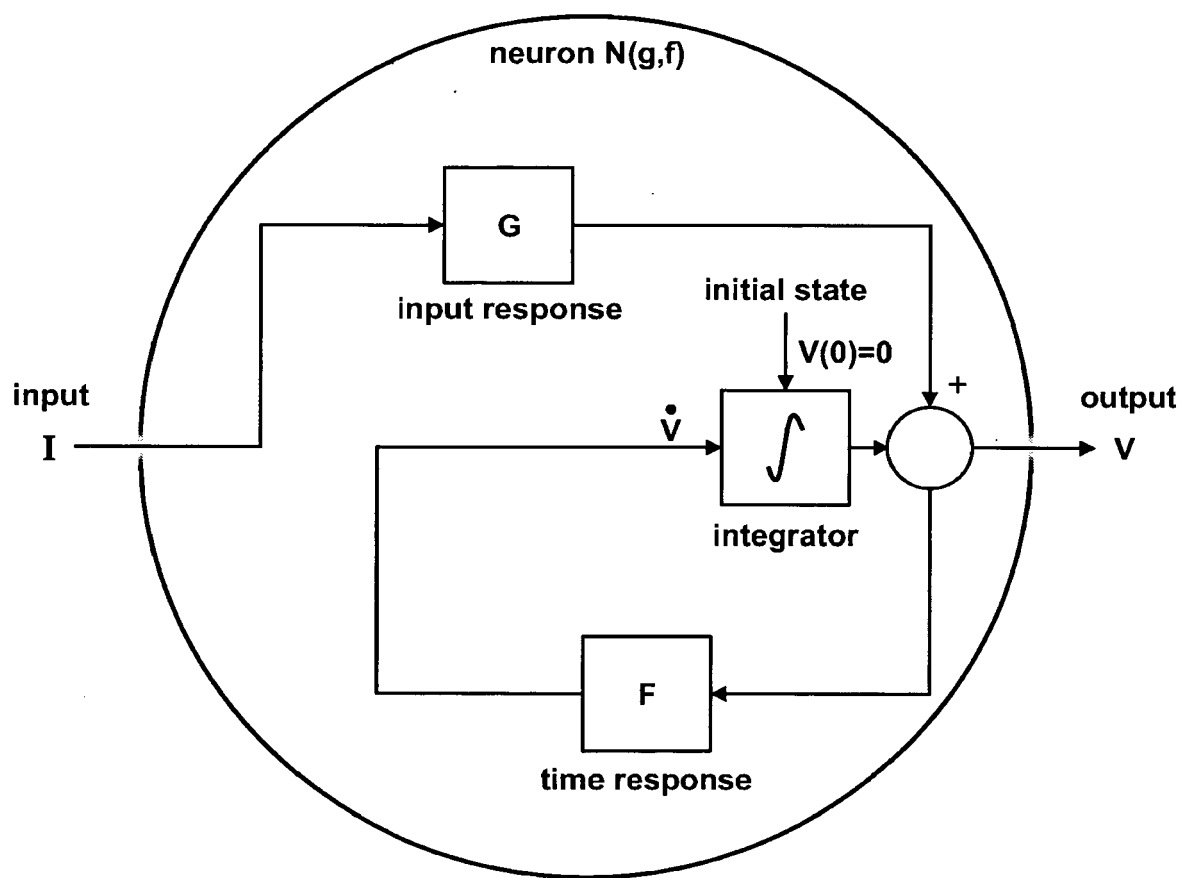 neuron N(g,f)
G
input response
initial state
V(0)=0
input
I
V̇
∫
+
output
V
integrator
F
time response